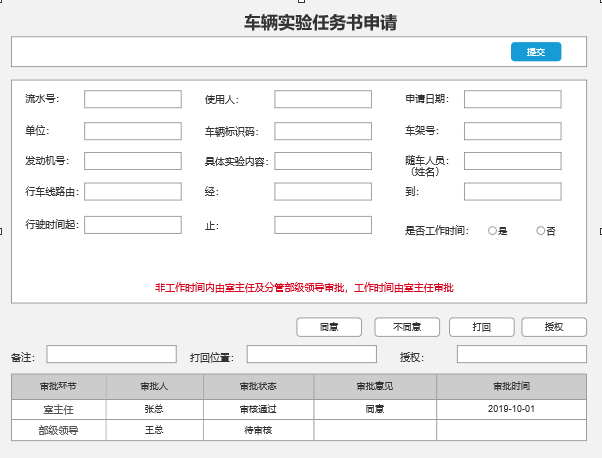 车辆实验任务书申请
提交
流水号： 使用人： 申请日期：
单位： 车辆标识码： 车架号：
发动机号： 具体实验内容： 随车人员：
（姓名）
行车线路由： 经： 到：
行驶时间起： 止： 是否工作时间： 是 否
非工作时间内由室主任及分管部级领导审批，工作时间由室主任审批
同意 不同意 打回 授权
备注： 打回位置： 授权：
审批环节 审批人 审批状态 审批意见 审批时间
室主任 张总 审核通过 同意 2019-10-01
部级领导 王总 待审核